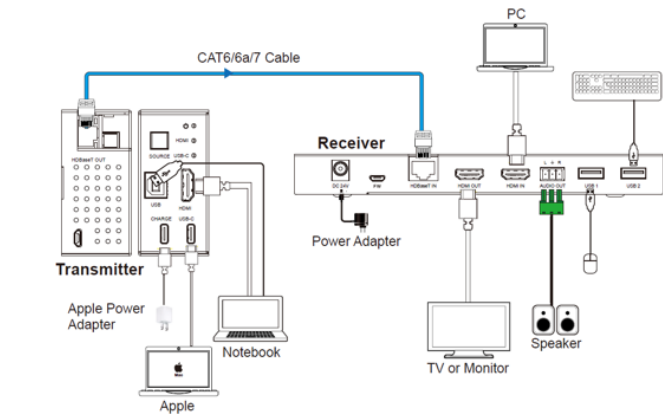 PC
CAT6/6a/7 Cable
Receiver
HDBaseT OUT
HDMI
SOURCE USB-C
USB
HDMI
CHARGE USB-C
DC 24V
FW
HDBaseT IN
HDMI OUT
HDMI IN
L + R
AUDIO OUT
USB 1
USB 2
Power Adapter
Transmitter
Apple Power
Adapter
Notebook
TV or Monitor
Speaker
Apple